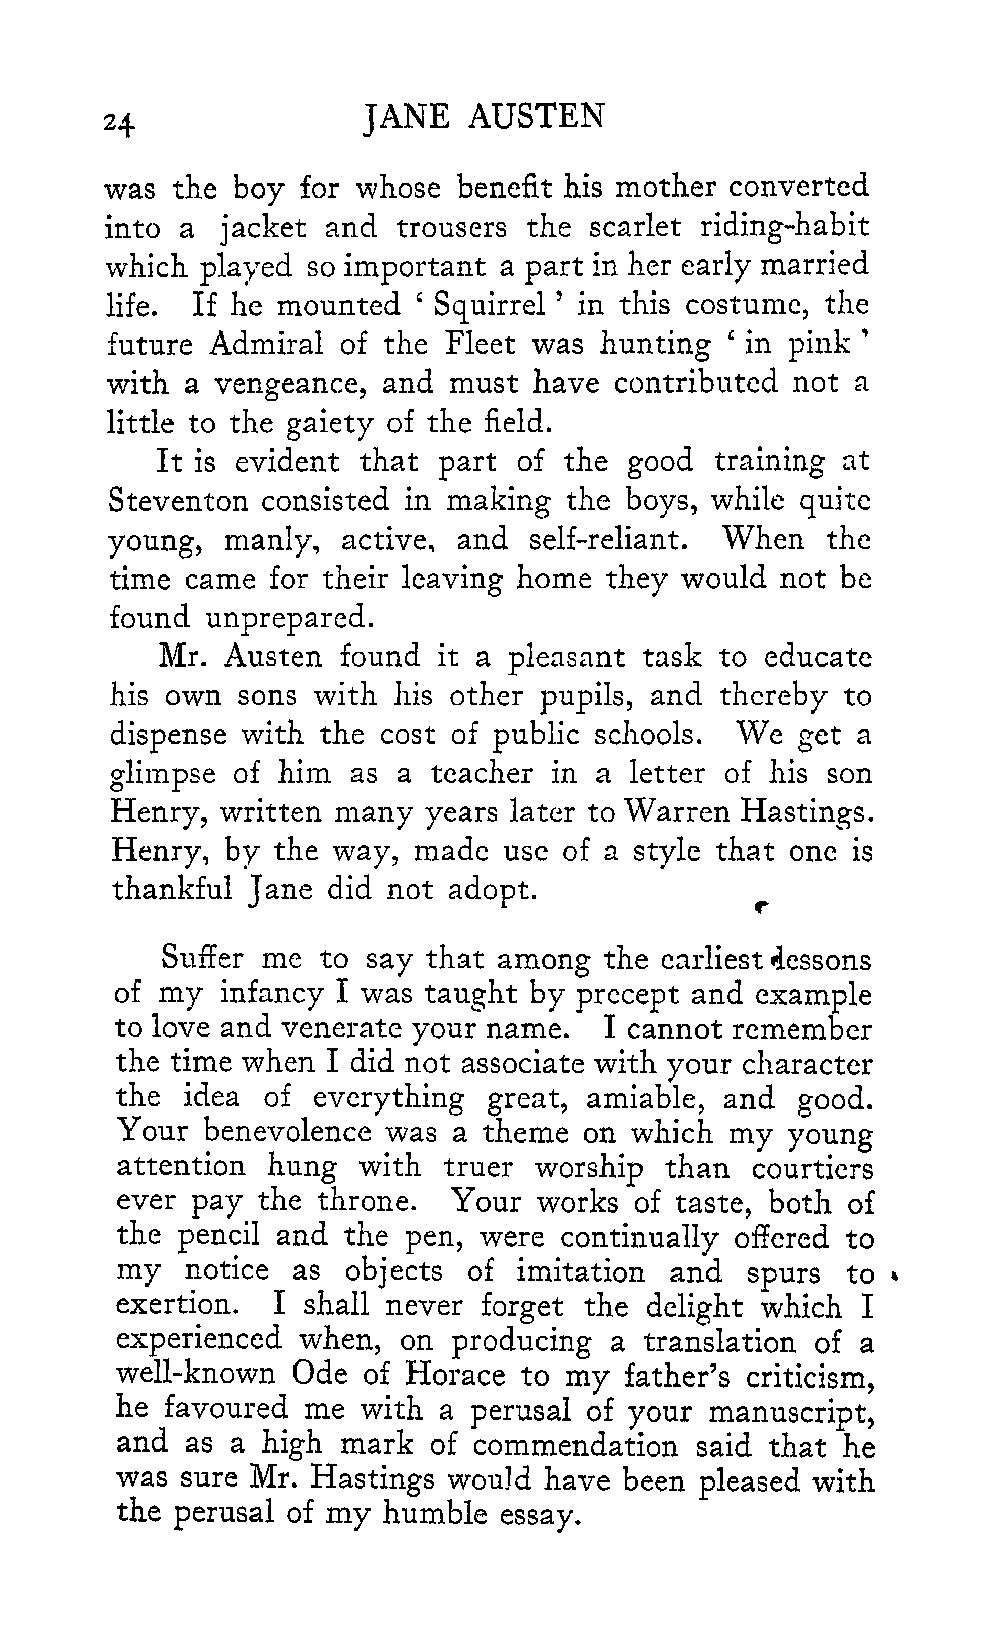 24 JANE AUSTEN
was the boy for whose benefit his mother converted
into a jacket and trousers the scarlet riding-habit
which played so important a part in her early married
life. If he mounted ‘ Squirrel ’ in this costume, the
future Admiral of the Fleet was hunting ‘ in pink ’
with a vengeance, and must have contributed not a
little to the gaiety of the field.
It is evident that part of the good training at
Steventon consisted in making the boys, while quite
young, manly, active, and self-reliant. When the
time came for their leaving home they would not be
found unprepared.
Mr. Austen found it a pleasant task to educate
his own sons with his other pupils, and thereby to
dispense with the cost of public schools. We get a
glimpse of him as a teacher in a letter of his son
Henry, written many years later to Warren Hastings.
Henry, by the way, made use of a style that one is
thankful Jane did not adopt.
Suffer me to say that among the earliest lessons
of my infancy I was taught by precept and example
to love and venerate your name. I cannot remember
the time when I did not associate with your character
the idea of everything great, amiable, and good.
Your benevolence was a theme on which my young
attention hung with truer worship than courtiers
ever pay the throne. Your works of taste, both of
the pencil and the pen, were continually offered to
my notice as objects of imitation and spurs to
exertion. I shall never forget the delight which I
experienced when, on producing a translation of a
well-known Ode of Horace to my father’s criticism,
he favoured me with a perusal of your manuscript,
and as a high mark of commendation said that he
was sure Mr. Hastings would have been pleased with
the perusal of my humble essay.